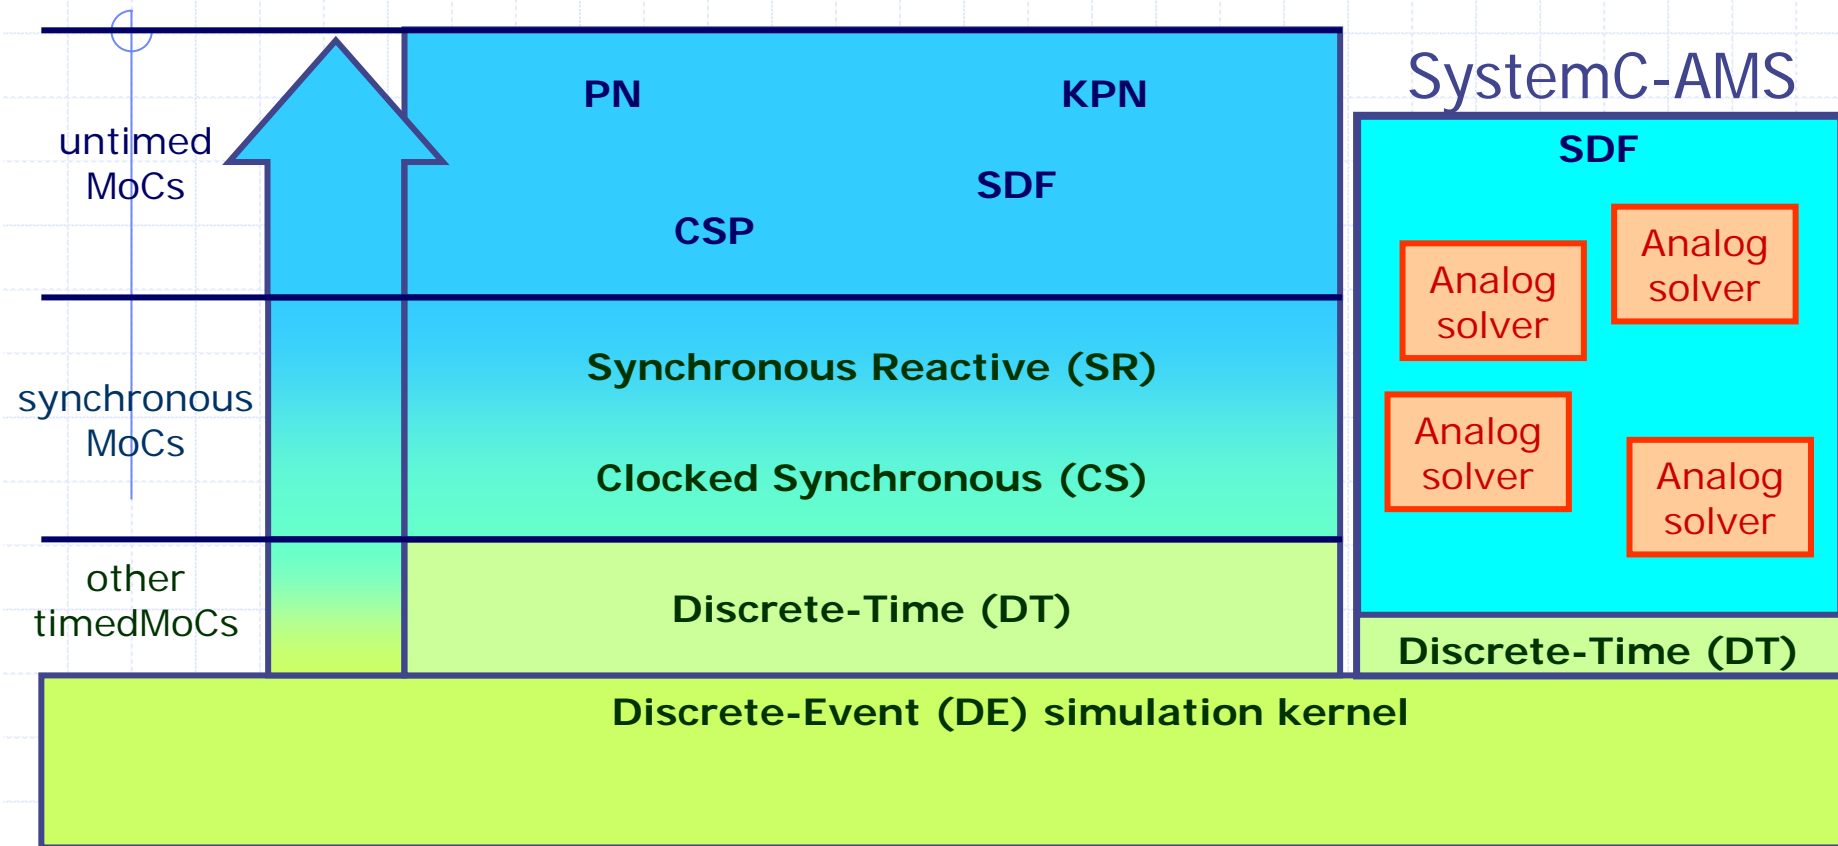 untimed
MoCs
PN
KPN
SDF
CSP
synchronous
MoCs
Synchronous Reactive (SR)
Clocked Synchronous (CS)
other
timedMoCs
Discrete-Time (DT)
SystemC-AMS
SDF
Analog
solver
Analog
solver
Analog
solver
Analog
solver
Discrete-Time (DT)
Discrete-Event (DE) simulation kernel